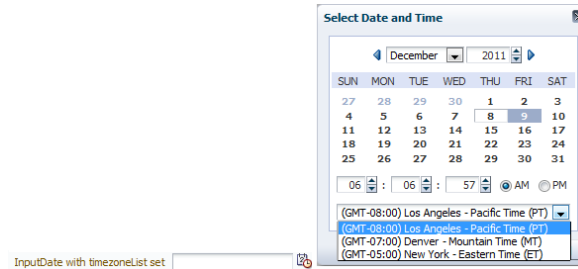 Select Date and Time
December 2011
SUN MON TUE WED THU FRI SAT
27 28 29 30 1 2 3
4 5 6 7 8 9 10
11 12 13 14 15 16 17
18 19 20 21 22 23 24
25 26 27 28 29 30 31
06 : 06 : 57 AM PM
(GMT-08:00) Los Angeles - Pacific Time (PT)
(GMT-08:00) Los Angeles - Pacific Time (PT)
(GMT-07:00) Denver - Mountain Time (MT)
(GMT-05:00) New York - Eastern Time (ET)
InputDate with timezoneList set